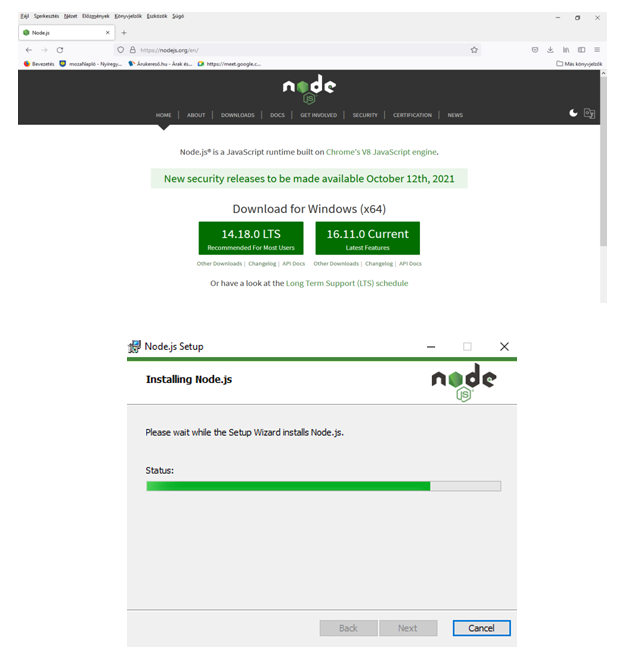 Fájl Szerkesztés Nézet Előzmények Könyvjelzők Eszközök Súgó
Node.js
https://nodejs.org/en/
Bevezetés mozaNapló - Nyíregy... Árukereső.hu - Árak és... https://meet.google.c... Más könyvjelzők
node
JS
HOME | ABOUT | DOWNLOADS | DOCS | GET INVOLVED | SECURITY | CERTIFICATION | NEWS
Node.js® is a JavaScript runtime built on Chrome's V8 JavaScript engine.
New security releases to be made available October 12th, 2021
Download for Windows (x64)
14.18.0 LTS 16.11.0 Current
Recommended For Most Users Latest Features
Other Downloads | Changelog | API Docs Other Downloads | Changelog | API Docs
Or have a look at the Long Term Support (LTS) schedule
Node.js Setup
Installing Node.js
node
JS
Please wait while the Setup Wizard installs Node.js.
Status:
Back Next Cancel